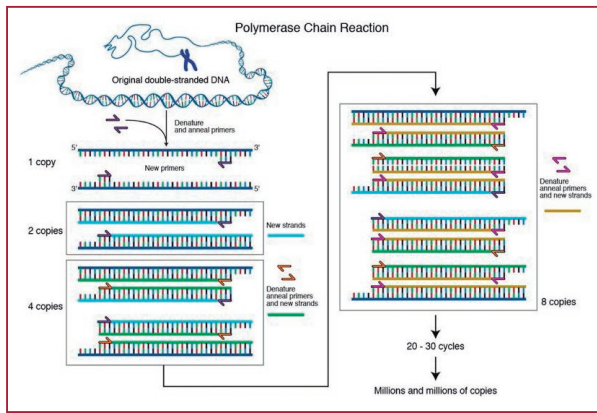 Polymerase Chain Reaction
Original double-stranded DNA
Denature
and anneal primers
5'
3'
1 copy
New primers
3'
5'
2 copies
New strands
4 copies
Denature
anneal primers
and new strands
Denature
anneal primers
and new strands
8 copies
20 - 30 cycles
Millions and millions of copies